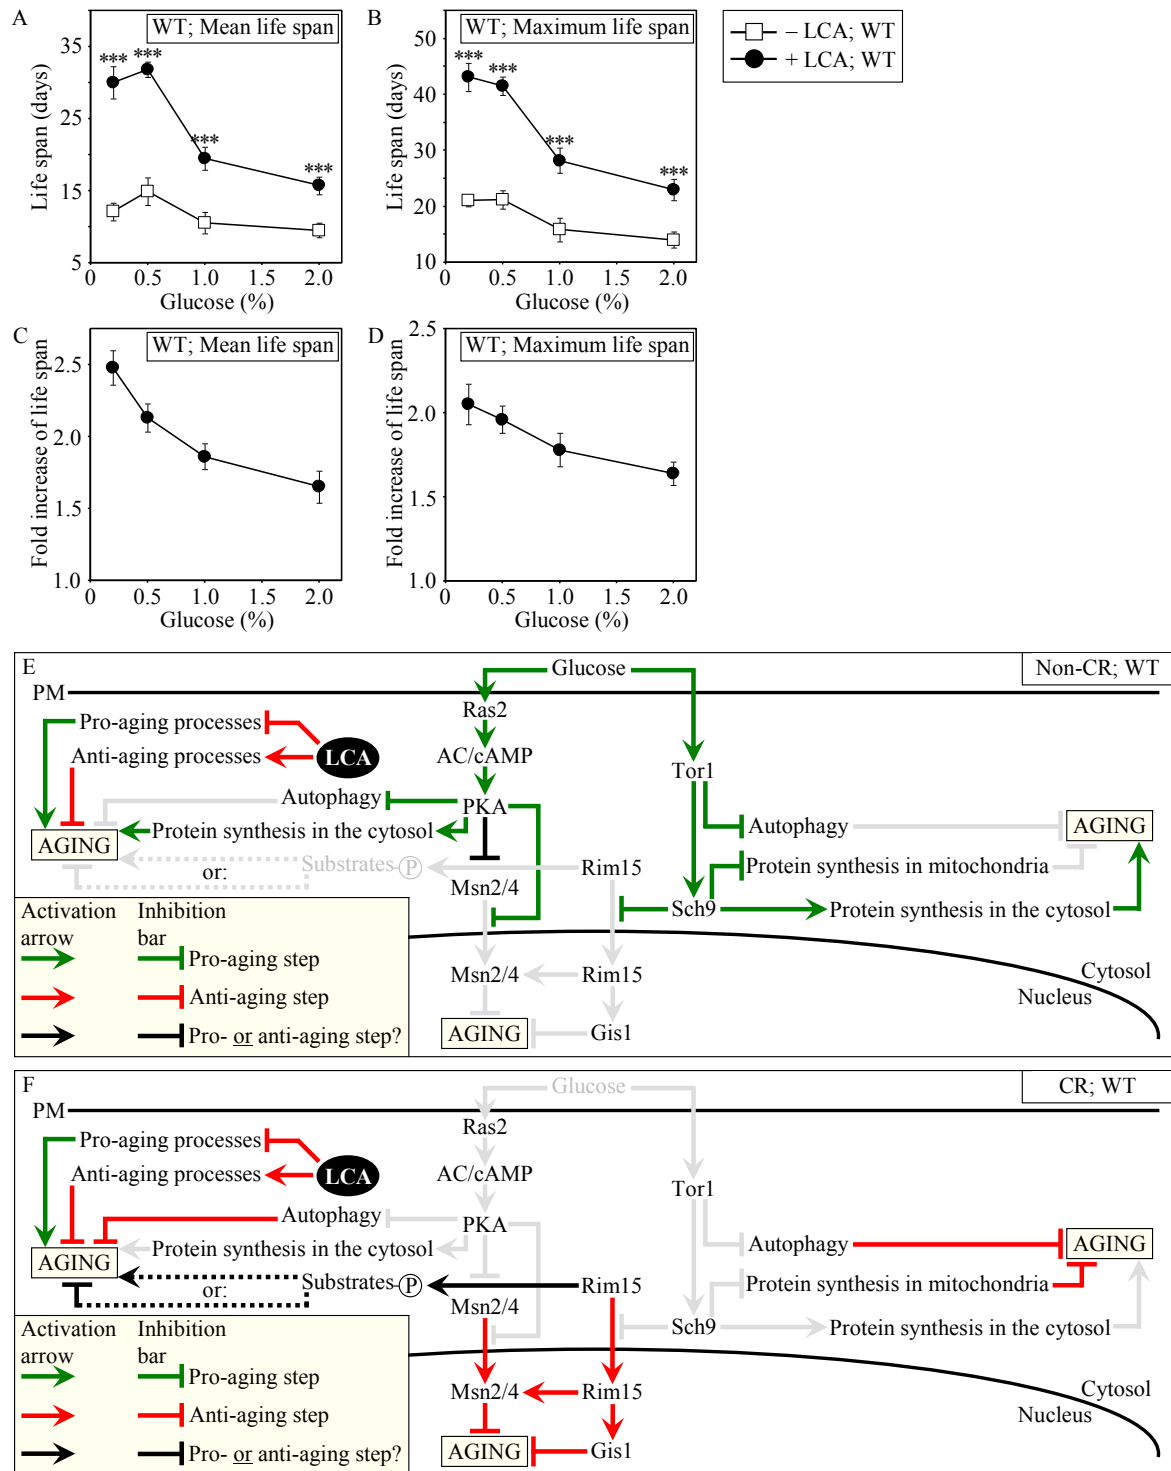 A
WT; Mean life span
35
25
15
5
Life span (days)
*** ***
***
***
0 0.5 1.0 1.5 2.0
Glucose (%)
B
WT; Maximum life span
50
40
30
20
10
Life span (days)
*** ***
***
***
0 0.5 1.0 1.5 2.0
Glucose (%)
– LCA; WT
+ LCA; WT
C
WT; Mean life span
2.5
2.0
1.5
1.0
Fold increase of life span
0 0.5 1.0 1.5 2.0
Glucose (%)
D
WT; Maximum life span
2.5
2.0
1.5
1.0
Fold increase of life span
0 0.5 1.0 1.5 2.0
Glucose (%)
E
Glucose
Non-CR; WT
PM
Pro-aging processes
Ras2
Anti-aging processes
LCA
AC/cAMP
Tor1
Autophagy
PKA
Autophagy
AGING
AGING
Protein synthesis in the cytosol
Substrates P
or:
Rim15
Protein synthesis in mitochondria
Msn2/4
Sch9
Protein synthesis in the cytosol
Activation arrow
Inhibition bar
Pro-aging step
Msn2/4
Rim15
Cytosol
Nucleus
Anti-aging step
AGING
Gis1
Pro- or anti-aging step?
F
Glucose
CR; WT
PM
Pro-aging processes
Ras2
Anti-aging processes
LCA
AC/cAMP
Tor1
Autophagy
PKA
Autophagy
AGING
AGING
Protein synthesis in the cytosol
Substrates P
or:
Rim15
Protein synthesis in mitochondria
Msn2/4
Sch9
Protein synthesis in the cytosol
Activation arrow
Inhibition bar
Pro-aging step
Msn2/4
Rim15
Cytosol
Nucleus
Anti-aging step
AGING
Gis1
Pro- or anti-aging step?